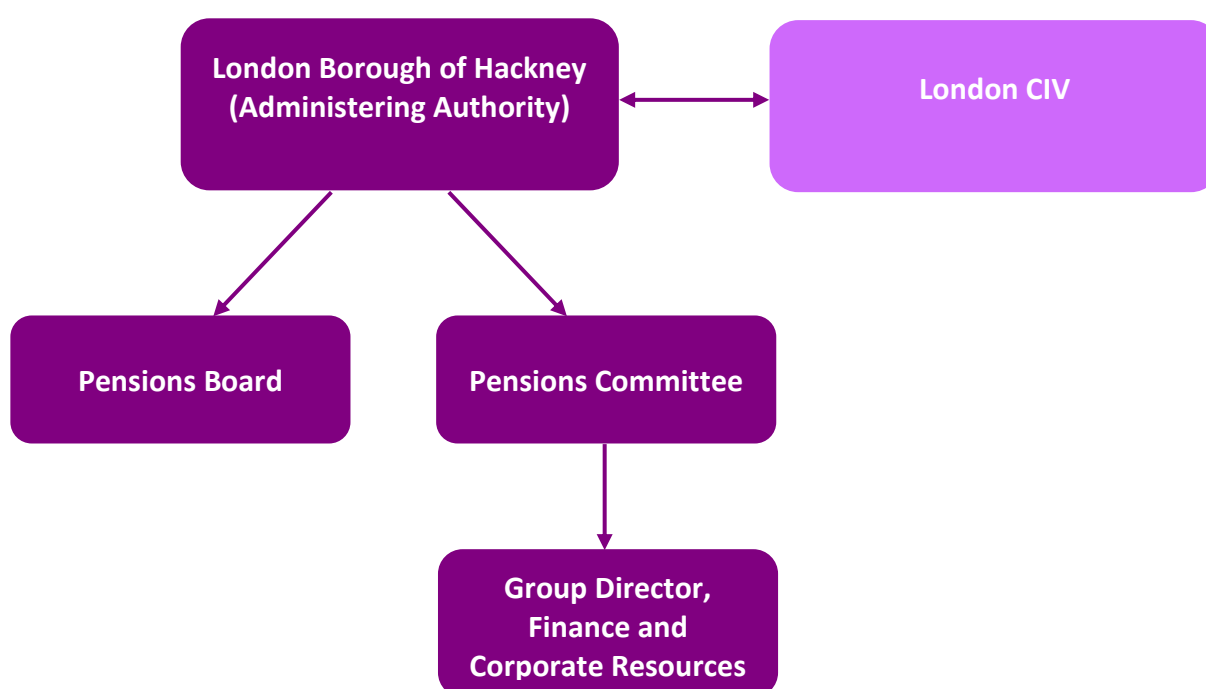 London Borough of Hackney
(Administering Authority)
London CIV
Pensions Board
Pensions Committee
Group Director,
Finance and
Corporate Resources